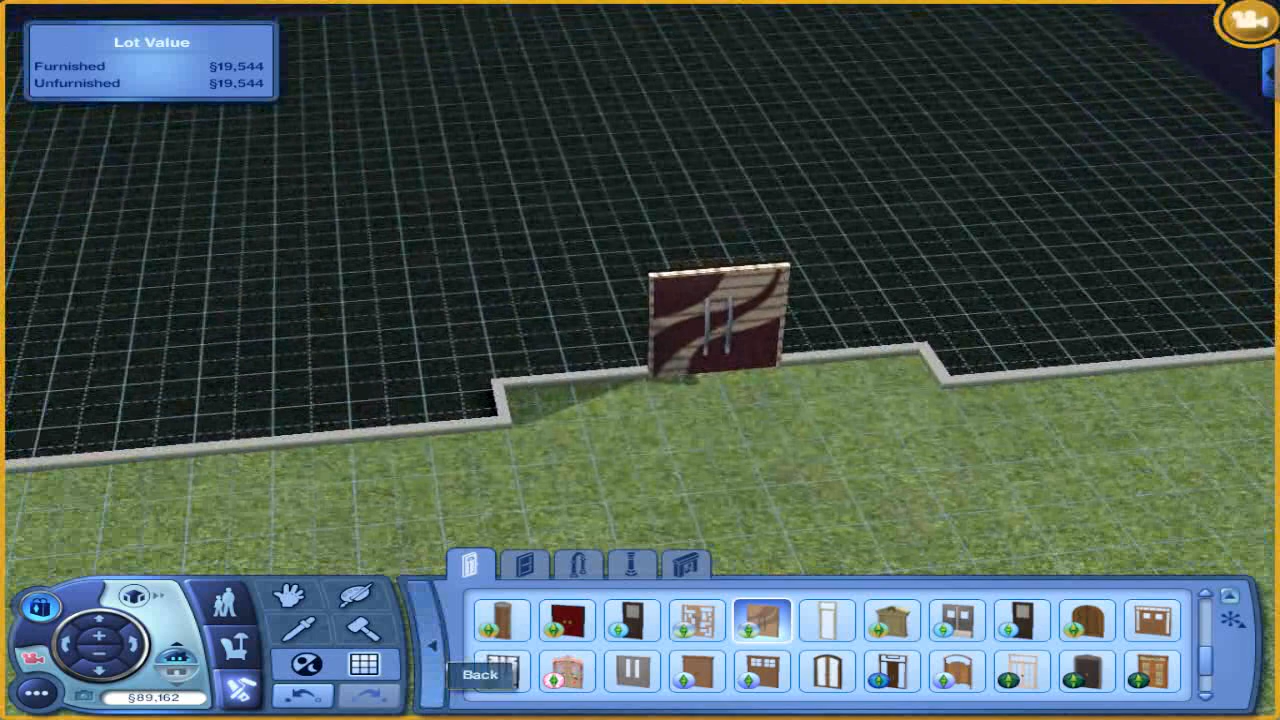 Lot Value
Furnished §19,544
Unfurnished §19,544
Back
§89,162